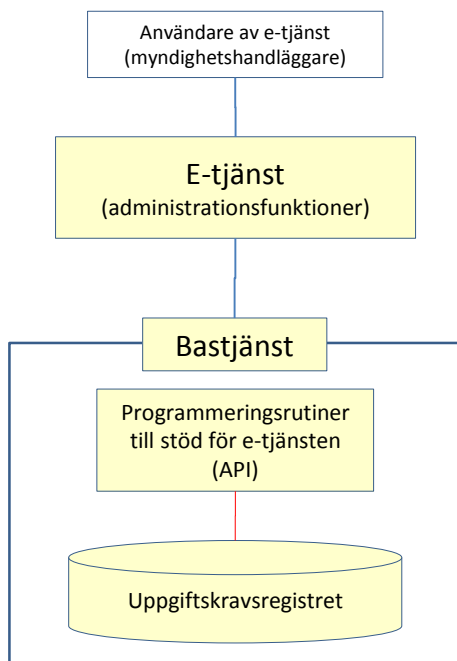 Användare av e-tjänst
(myndighetshandläggare)
E-tjänst
(administrationsfunktioner)
Bastjänst
Programmeringsrutiner
till stöd för e-tjänsten
(API)
Uppgiftskravsregistret